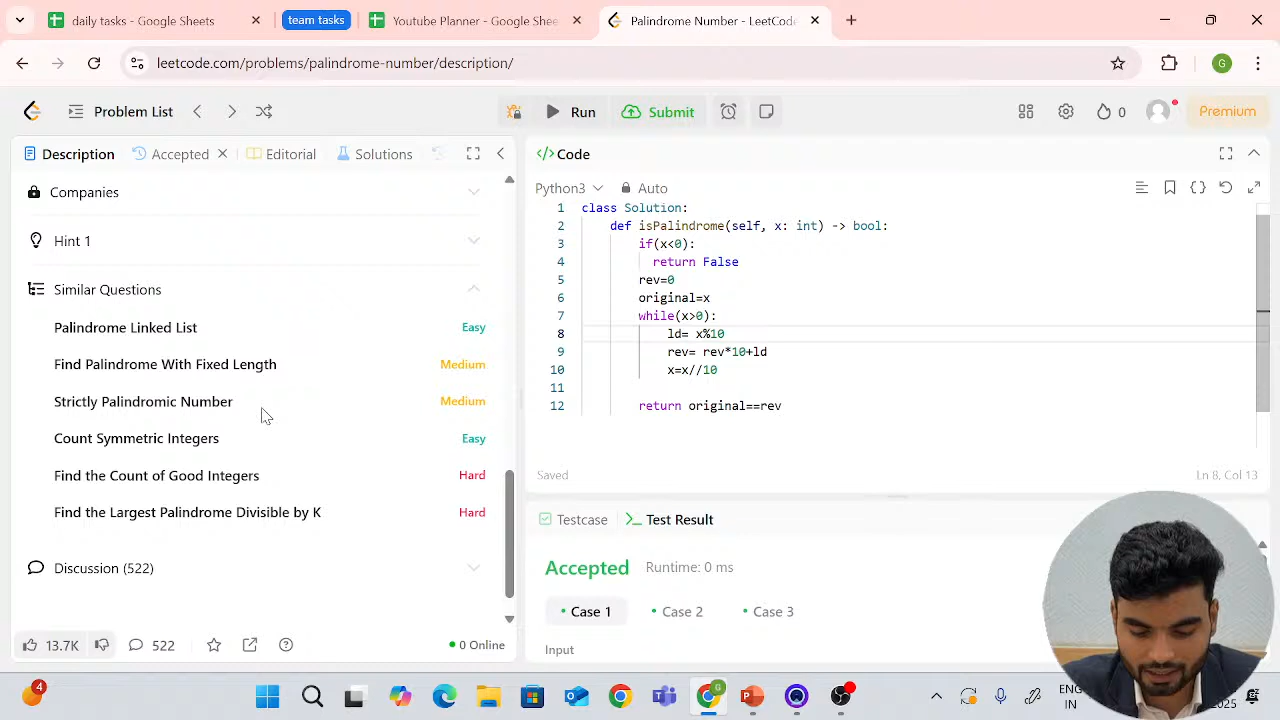 daily tasks - Google Sheets
team tasks
Youtube Planner - Google Shee
Palindrome Number - LeetCode
leetcode.com/problems/palindrome-number/description/
G
Problem List
Run
Submit
0
Premium
Description
Accepted
Editorial
Solutions
</> Code
Companies
Hint 1
Similar Questions
Palindrome Linked List Easy
Find Palindrome With Fixed Length Medium
Strictly Palindromic Number Medium
Count Symmetric Integers Easy
Find the Count of Good Integers Hard
Find the Largest Palindrome Divisible by K Hard
Discussion (522)
13.7K
522
0 Online
Python3
Auto
1 class Solution:
2 def isPalindrome(self, x: int) -> bool:
3 if(x<0):
4 return False
5 rev=0
6 original=x
7 while(x>0):
8 ld= x%10
9 rev= rev*10+ld
10 x=x//10
11
12 return original==rev
Saved
Ln 8, Col 13
Testcase
Test Result
Accepted Runtime: 0 ms
Case 1
Case 2
Case 3
Input
4
G
ENG
IN
2025